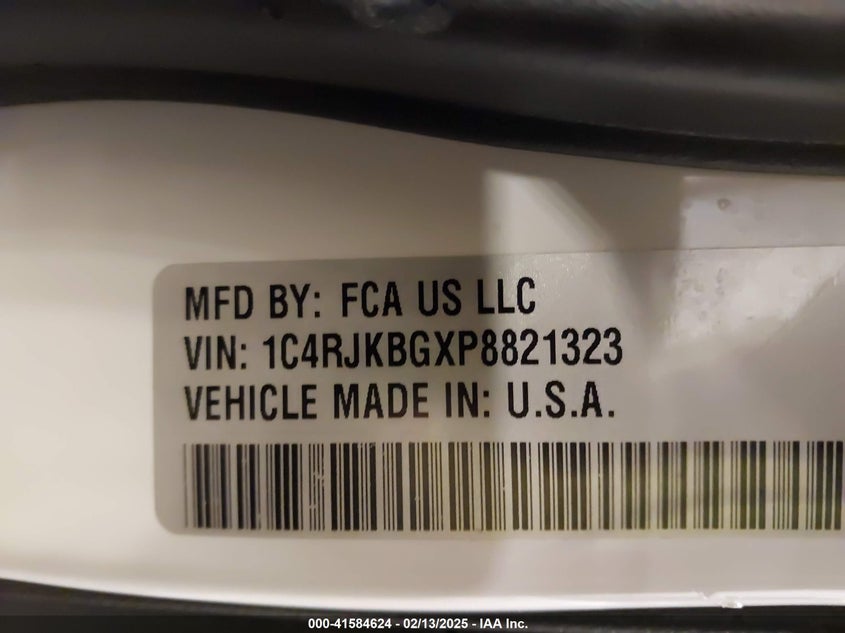 MFD BY: FCA US LLC
VIN: 1C4RJKBGXP8821323
VEHICLE MADE IN: U.S.A.
000-41584624 - 02/13/2025 - IAA Inc.